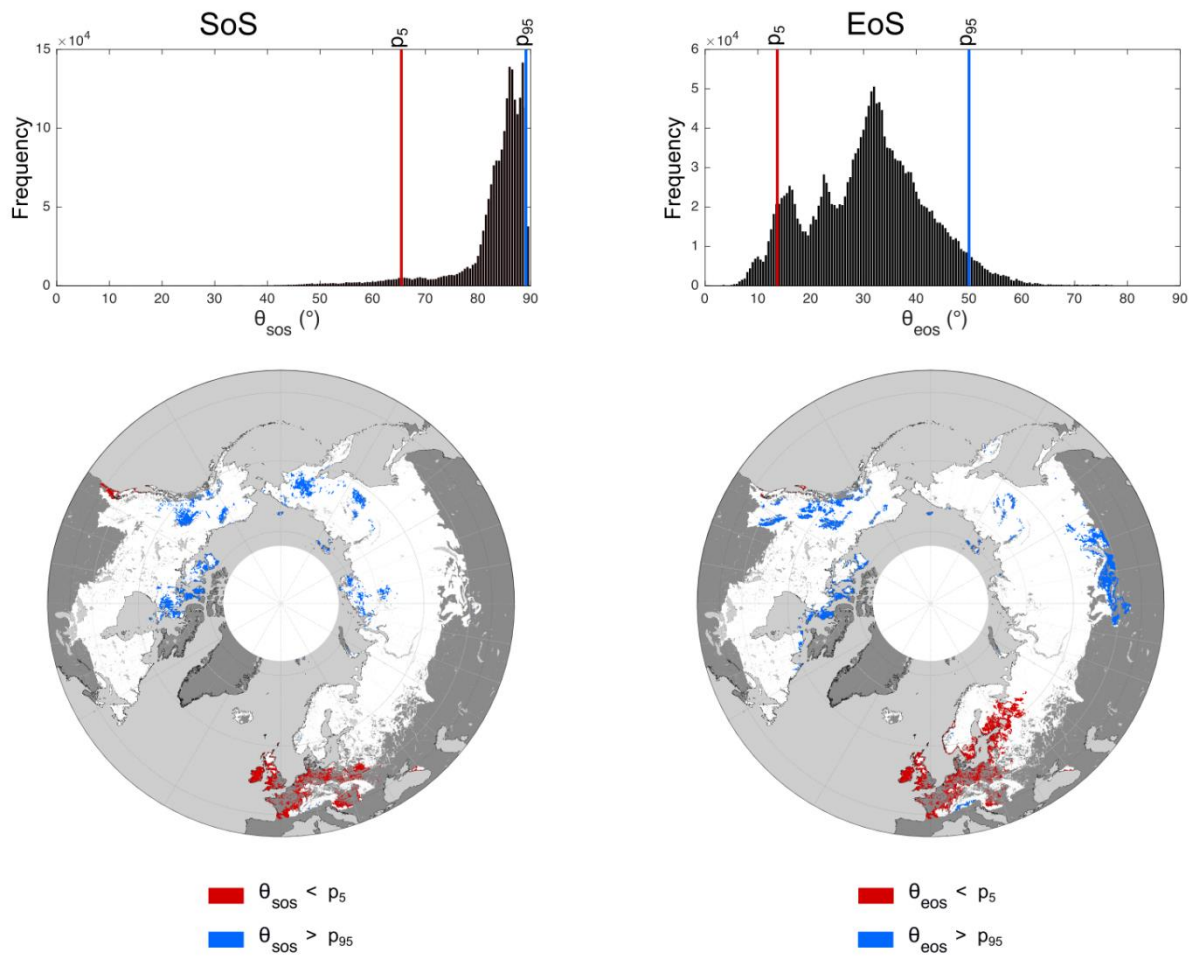 SoS
p5
p95
×10^4
15
10
5
0
Frequency
0 10 20 30 40 50 60 70 80 90
θsos (°)
EoS
p5
p95
×10^4
6
5
4
3
2
1
0
Frequency
0 10 20 30 40 50 60 70 80 90
θeos (°)
θsos < p5
θsos > p95
θeos < p5
θeos > p95